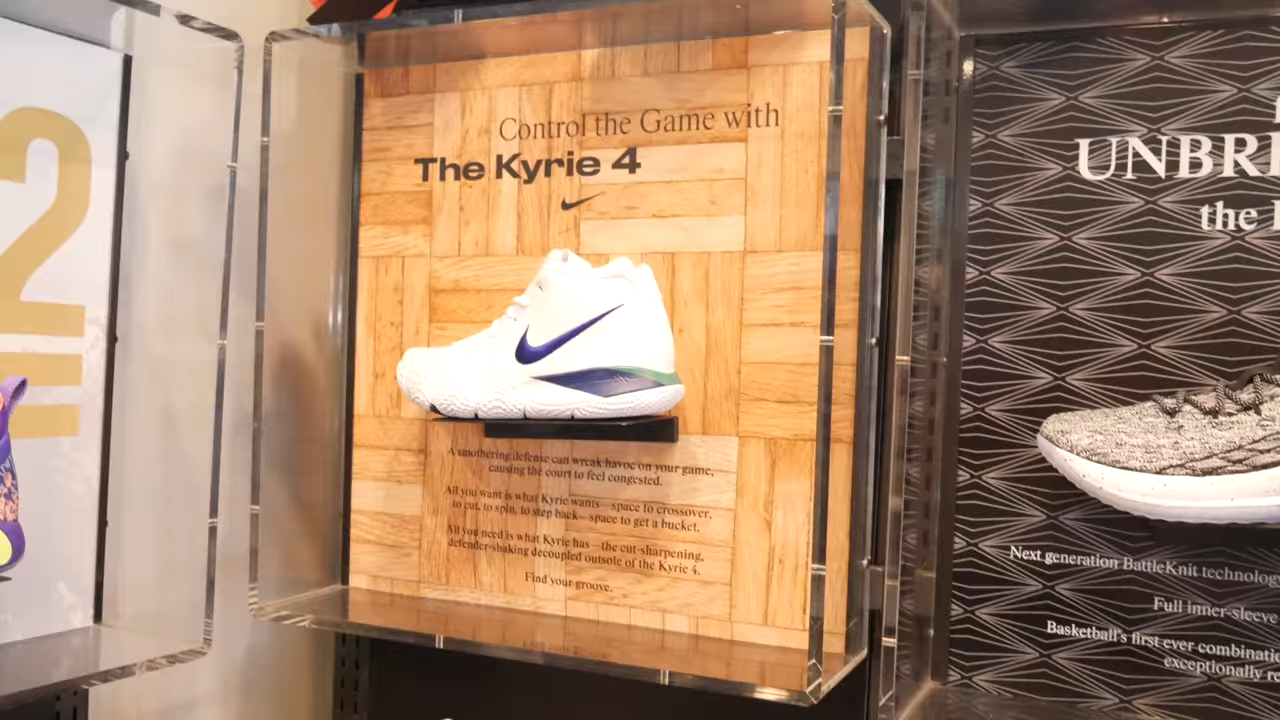 2
Control the Game with
The Kyrie 4
A smothering defense can wreak havoc on your game,
causing the court to feel congested.
All you want is what Kyrie wants—space to crossover,
to cut, to spin, to step back—space to get a bucket.
All you need is what Kyrie has—the cut-sharpening,
defender-shaking decoupled outsole of the Kyrie 4.
Find your groove.
UNBR
the
Next generation BattleKnit technolog
Full inner-sleeve
Basketball's first ever combinatio
exceptionally re